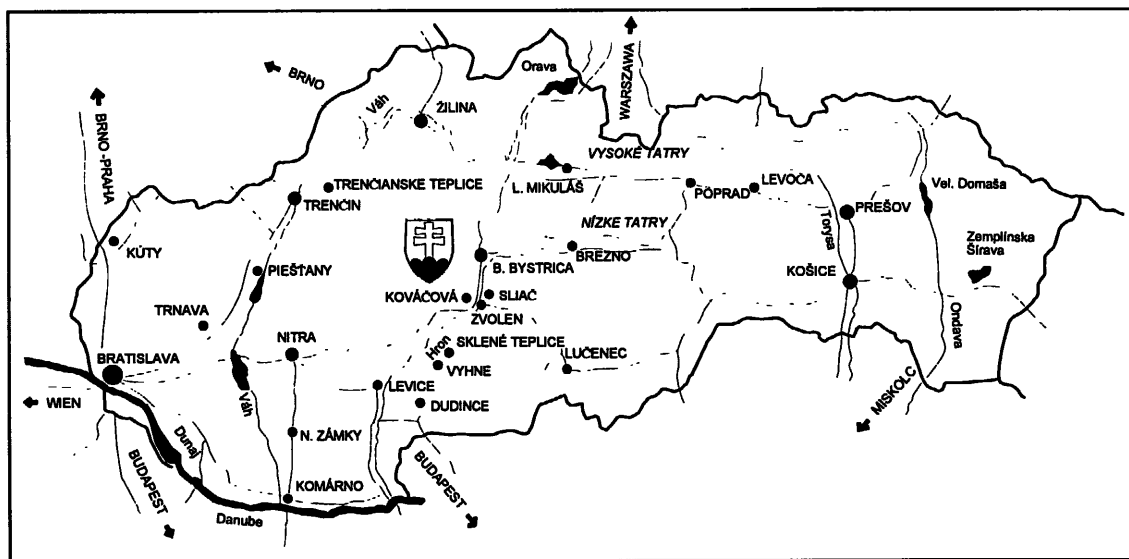 BRNO
WARSZAWA
Orava
BRNO -PRAHA
Váh
ŽILINA
VYSOKÉ TATRY
L. MIKULÁŠ
TRENČIANSKE TEPLICE
TRENČIN
POPRAD
LEVOČA
Vel. Domaša
PREŠOV
NÍZKE TATRY
Torysa
KÚTY
B. BYSTRICA
BREZNO
Zemplínska
Šírava
PIEŠŤANY
KOŠICE
KOVÁČOVÁ
SLIAČ
TRNAVA
ZVOLEN
Ondava
NITRA
Hron
SKLENÉ TEPLICE
BRATISLAVA
VYHNE
LUČENEC
LEVICE
WIEN
Váh
DUDINCE
MISKOLC
Dunaj
N. ZÁMKY
BUDAPEST
BUDAPEST
KOMÁRNO
Danube